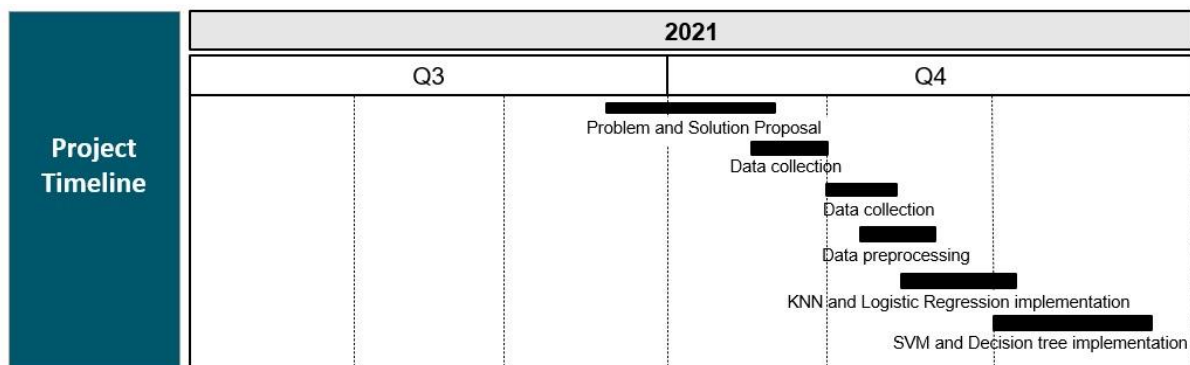 2021
Q3 Q4
Project
Timeline
Problem and Solution Proposal
Data collection
Data collection
Data preprocessing
KNN and Logistic Regression implementation
SVM and Decision tree implementation